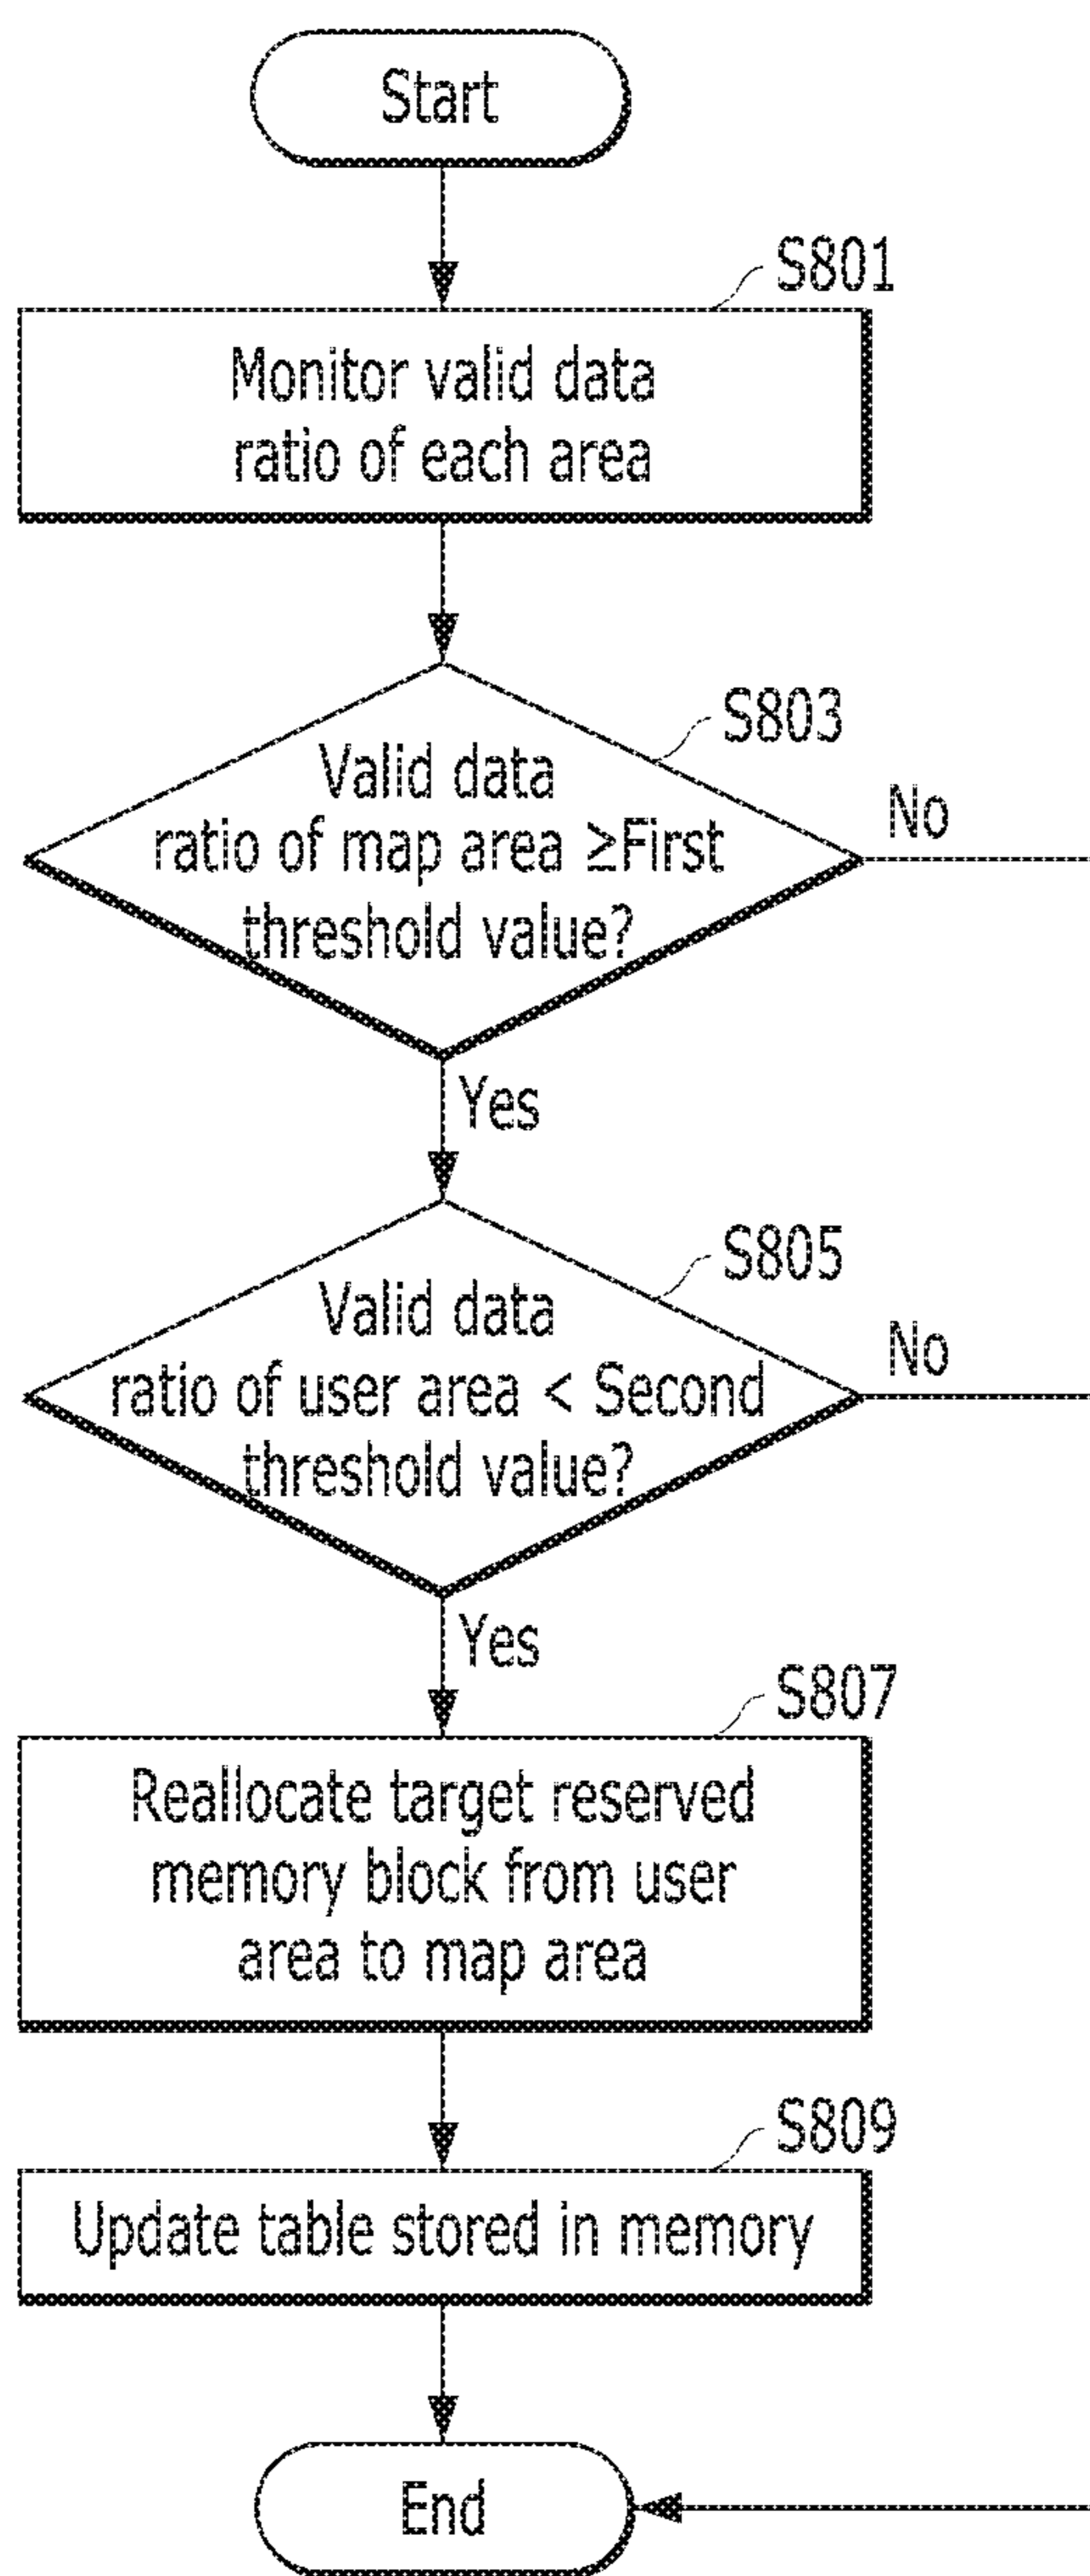 Start
S801
Monitor valid data
ratio of each area
S803
Valid data
ratio of map area ≥First
threshold value?
No
Yes
S805
Valid data
ratio of user area < Second
threshold value?
No
Yes
S807
Reallocate target reserved
memory block from user
area to map area
S809
Update table stored in memory
End